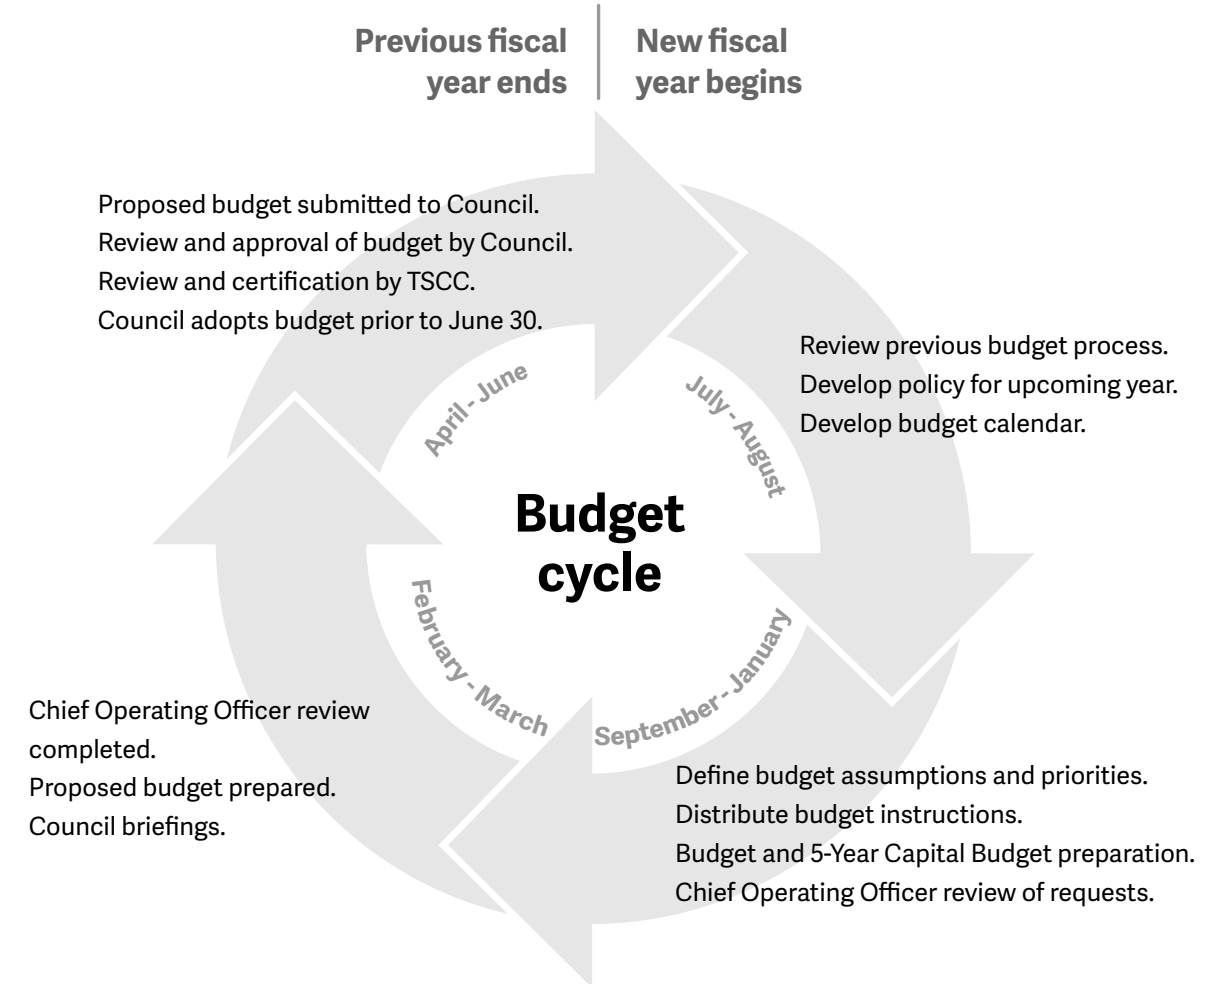 Previous fiscal
year ends
New fiscal
year begins
Proposed budget submitted to Council.
Review and approval of budget by Council.
Review and certification by TSCC.
Council adopts budget prior to June 30.
Review previous budget process.
Develop policy for upcoming year.
Develop budget calendar.
April - June
July - August
Budget
cycle
February - March
September - January
Chief Operating Officer review
completed.
Proposed budget prepared.
Council briefings.
Define budget assumptions and priorities.
Distribute budget instructions.
Budget and 5-Year Capital Budget preparation.
Chief Operating Officer review of requests.